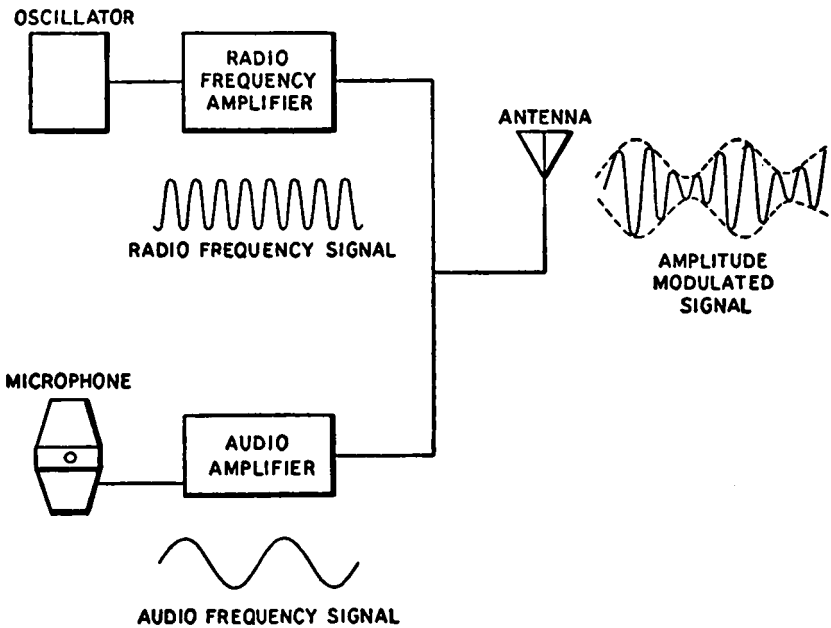 OSCILLATOR
RADIO
FREQUENCY
AMPLIFIER
ANTENNA
RADIO FREQUENCY SIGNAL
AMPLITUDE
MODULATED
SIGNAL
MICROPHONE
AUDIO
AMPLIFIER
AUDIO FREQUENCY SIGNAL